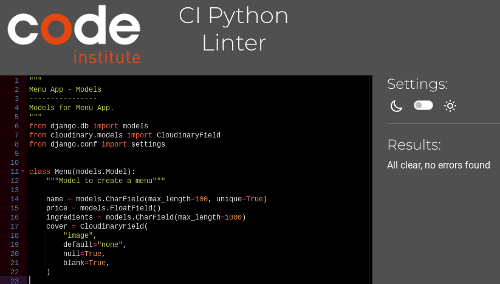 code
institute
CI Python
Linter
1 """
2 Menu App - Models
3 ----------------
4 Models for Menu App.
5 """
6 from django.db import models
7 from cloudinary.models import CloudinaryField
8 from django.conf import settings
9
10
11 class Menu(models.Model):
12 """Model to create a menu"""
13
14 name = models.CharField(max_length=100, unique=True)
15 price = models.FloatField()
16 ingredients = models.CharField(max_length=1000)
17 cover = CloudinaryField(
18 "image",
19 default="none",
20 null=True,
21 blank=True,
22 )
23
Settings:
Results:
All clear, no errors found